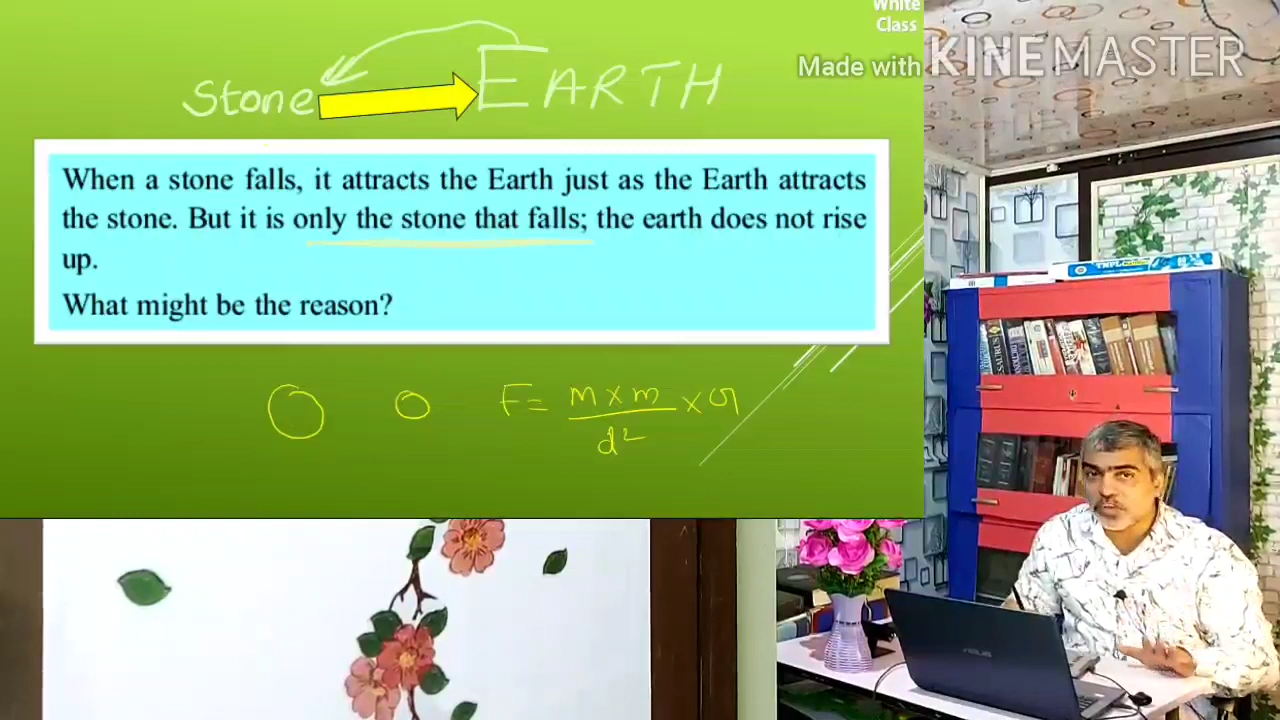 White
Class
Made with KINEMASTER
Stone EARTH
When a stone falls, it attracts the Earth just as the Earth attracts
the stone. But it is only the stone that falls; the earth does not rise
up.
What might be the reason?
F = m × m / d² × G
ASUS